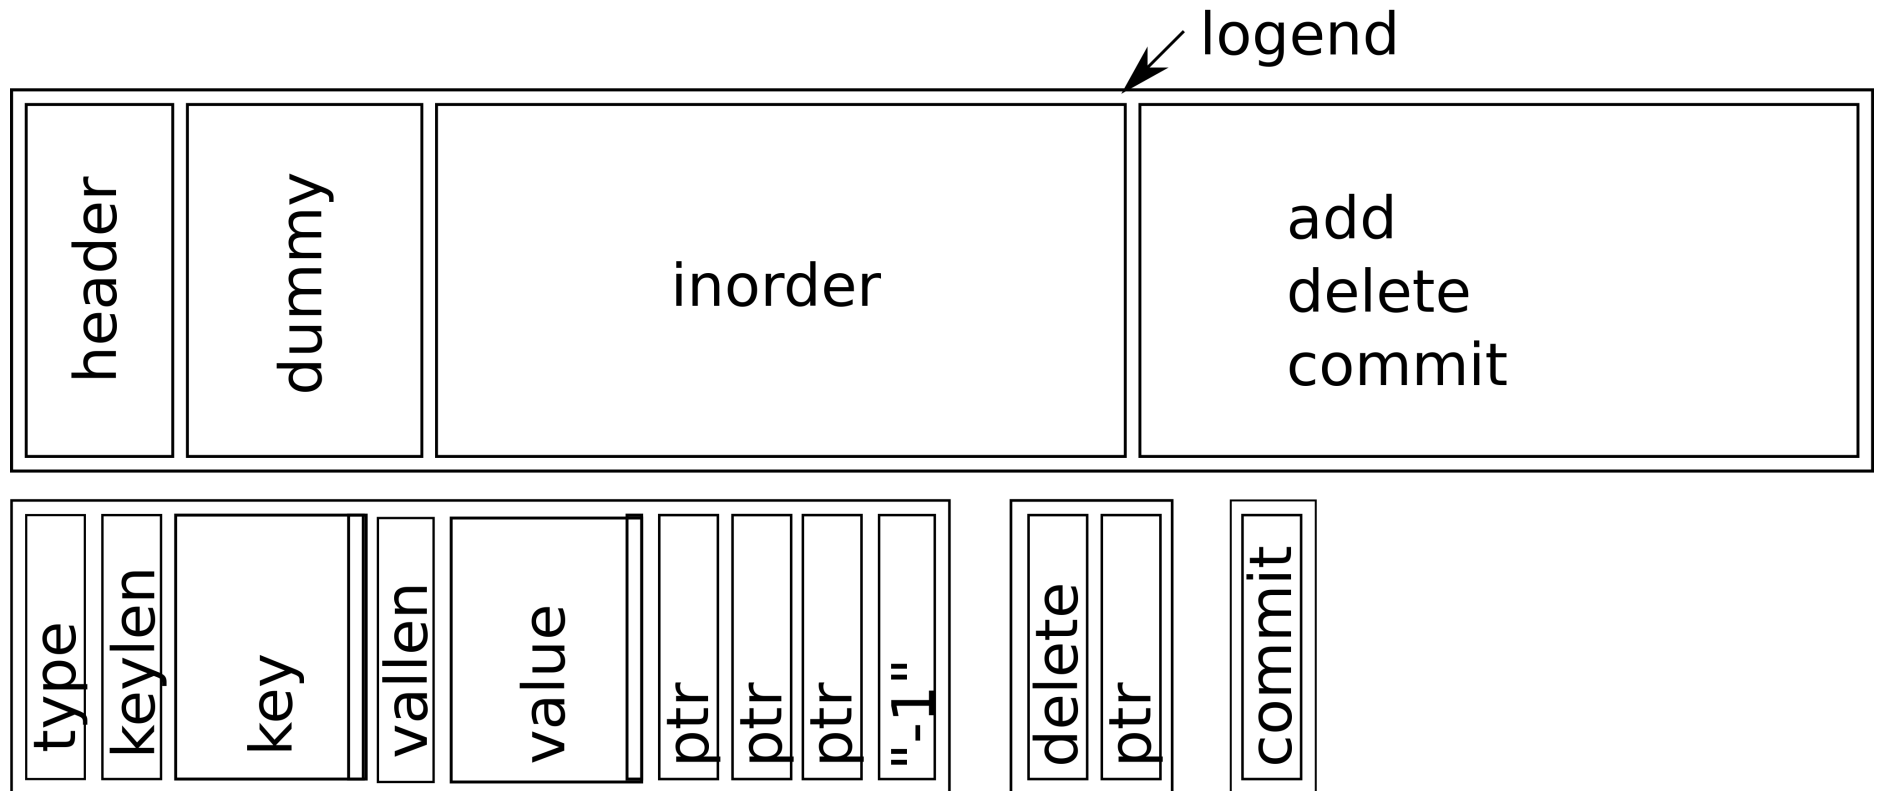 logend
header
dummy
inorder
add
delete
commit
type
keylen
key
vallen
value
ptr
ptr
ptr
"-1"
delete
ptr
commit